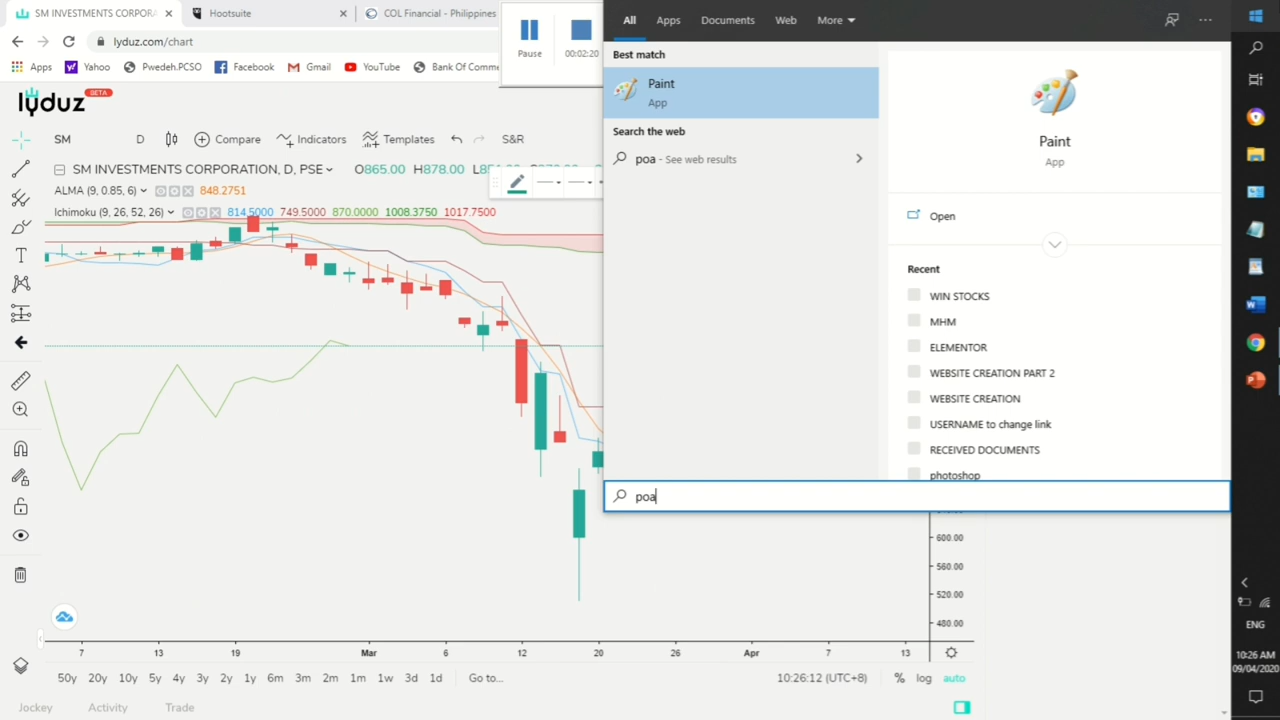 SM INVESTMENTS CORPORA
Hootsuite
COL Financial - Philippines
lyduz.com/chart
Apps
Yahoo
Pwedeh.PCSO
Facebook
Gmail
YouTube
Bank Of Comme
Pause
00:02:20
lyduz
BETA
SM
D
Compare
Indicators
Templates
S&R
SM INVESTMENTS CORPORATION, D, PSE
O865.00 H878.00
ALMA (9, 0.85, 6)
848.2751
Ichimoku (9, 26, 52, 26)
814.5000 749.5000 870.0000 1008.3750 1017.7500
All
Apps
Documents
Web
More
Best match
Paint
App
Search the web
poa - See web results
Paint
App
Open
Recent
WIN STOCKS
MHM
ELEMENTOR
WEBSITE CREATION PART 2
WEBSITE CREATION
USERNAME to change link
RECEIVED DOCUMENTS
photoshop
poa
600.00
560.00
520.00
480.00
7 13 19 Mar 6 12 20 26 Apr 7 13
50y 20y 10y 5y 4y 3y 2y 1y 6m 3m 2m 1m 1w 3d 1d Go to...
10:26:12 (UTC+8)
% log auto
Jockey
Activity
Trade
ENG
10:26 AM
09/04/2020